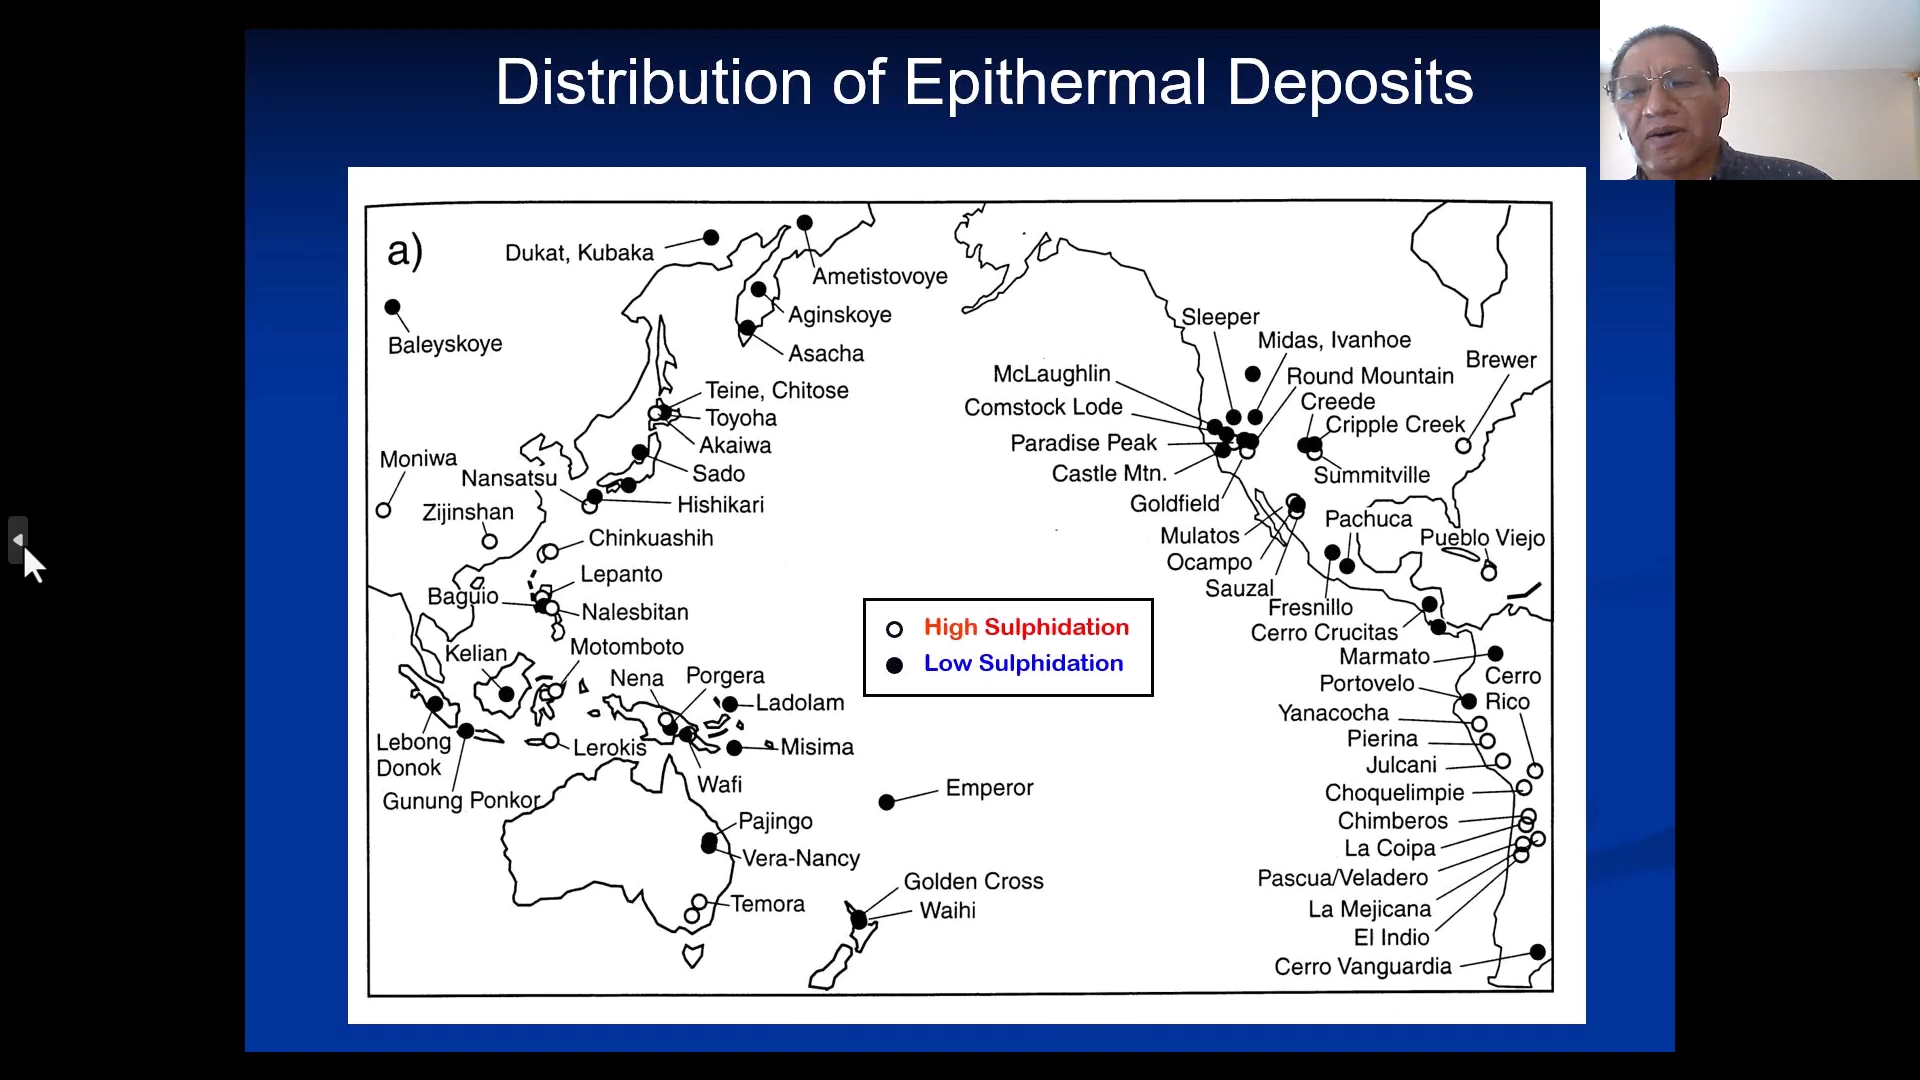 Distribution of Epithermal Deposits
a)
Dukat, Kubaka
Ametistovoye
Baleyskoye
Aginskoye
Asacha
Teine, Chitose
Toyoha
Akaiwa
Moniwa
Sado
Nansatsu
Hishikari
Zijinshan
Chinkuashih
Lepanto
Baguio
Nalesbitan
Motomboto
Kelian
Nena
Porgera
Ladolam
Lebong
Donok
Lerokis
Misima
Wafi
Gunung Ponkor
Emperor
Pajingo
Vera-Nancy
Temora
Golden Cross
Waihi
High Sulphidation
Low Sulphidation
Sleeper
Midas, Ivanhoe
Brewer
McLaughlin
Round Mountain
Comstock Lode
Creede
Cripple Creek
Paradise Peak
Castle Mtn.
Summitville
Goldfield
Pachuca
Mulatos
Pueblo Viejo
Ocampo
Sauzal
Fresnillo
Cerro Crucitas
Marmato
Cerro
Rico
Portovelo
Yanacocha
Pierina
Julcani
Choquelimpie
Chimberos
La Coipa
Pascua/Veladero
La Mejicana
El Indio
Cerro Vanguardia